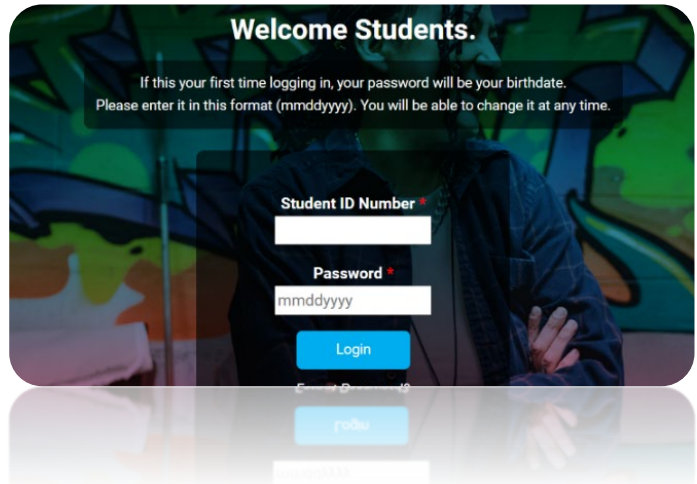 Welcome Students.
If this your first time logging in, your password will be your birthdate.
Please enter it in this format (mmddyyyy). You will be able to change it at any time.
Student ID Number *
Password *
mmddyyyy
Login